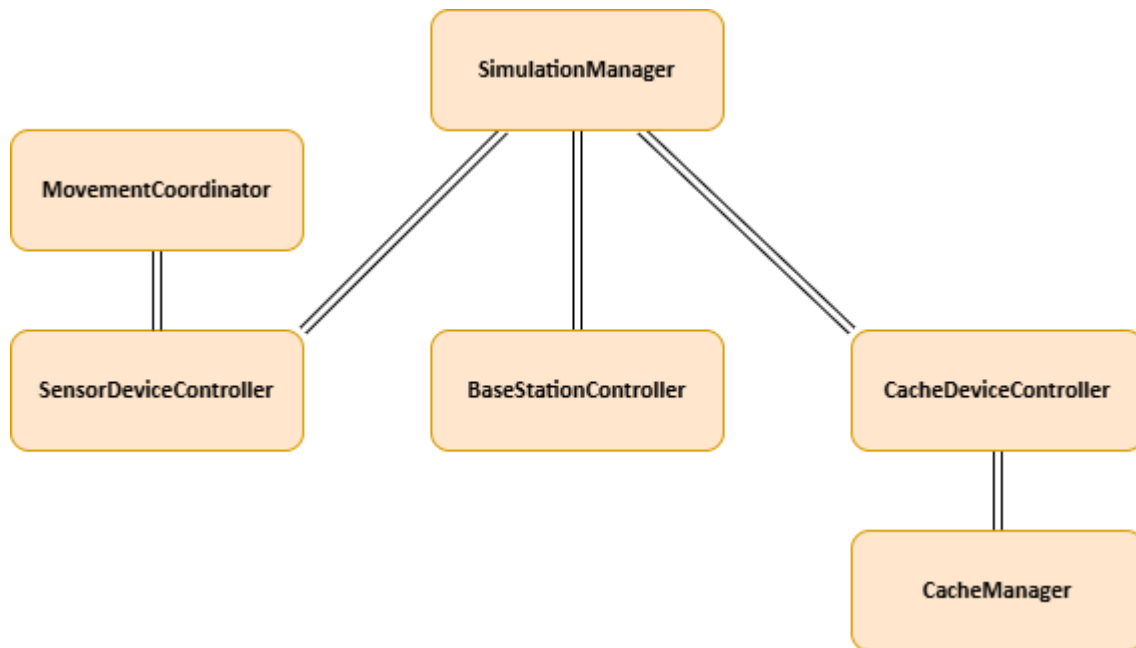 SimulationManager
MovementCoordinator
SensorDeviceController
BaseStationController
CacheDeviceController
CacheManager